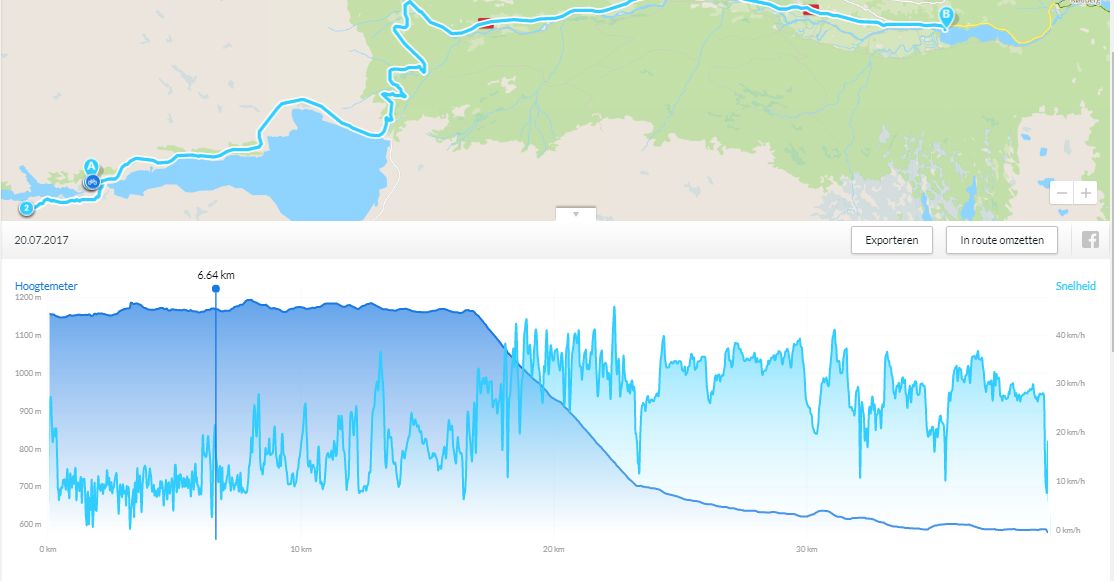 B
A
2
20.07.2017
Exporteren
In route omzetten
6.64 km
Hoogtemeter
Snelheid
1200 m
1100 m
40 km/h
1000 m
30 km/h
900 m
20 km/h
800 m
700 m
10 km/h
600 m
0 km/h
0 km
10 km
20 km
30 km